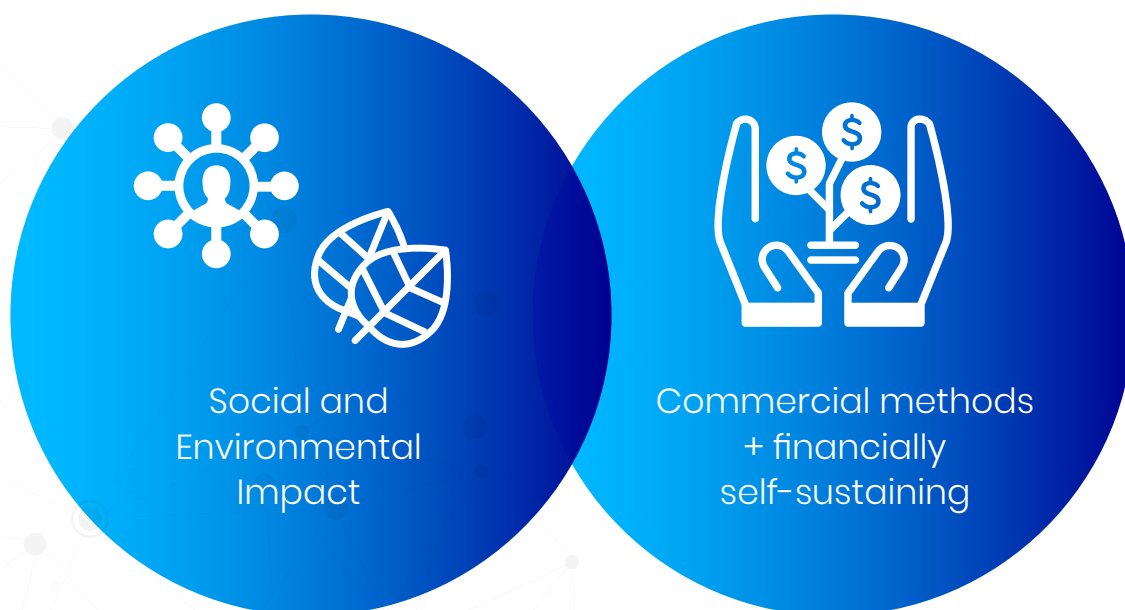 Social and
Environmental
Impact
Commercial methods
+ financially
self-sustaining
$
$
$